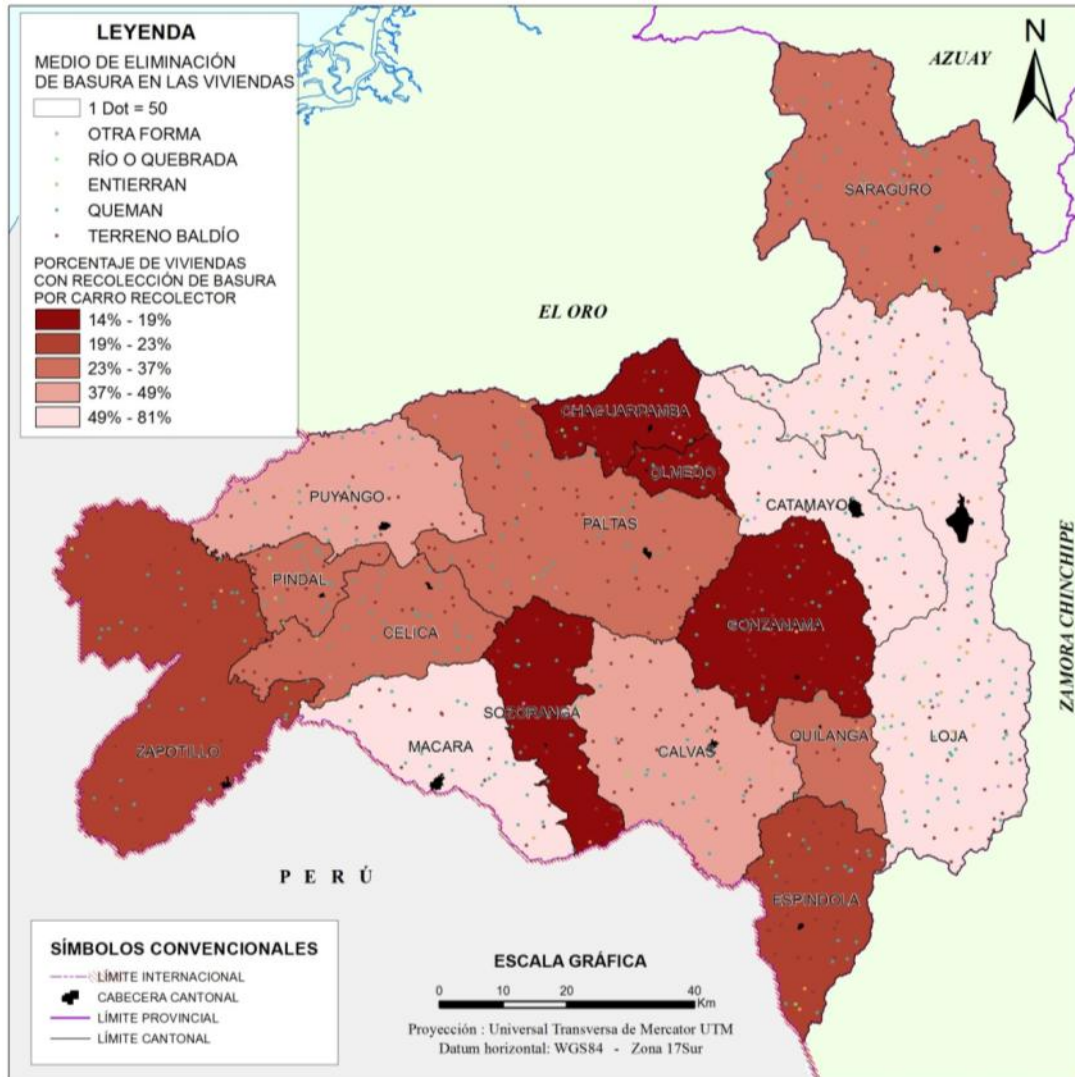 LEYENDA
MEDIO DE ELIMINACIÓN
DE BASURA EN LAS VIVIENDAS
1 Dot = 50
OTRA FORMA
RÍO O QUEBRADA
ENTIERRAN
QUEMAN
TERRENO BALDÍO
PORCENTAJE DE VIVIENDAS
CON RECOLECCIÓN DE BASURA
POR CARRO RECOLECTOR
14% - 19%
19% - 23%
23% - 37%
37% - 49%
49% - 81%
N
AZUAY
SARAGURO
EL ORO
CHAGUARPAMBA
OLMEDO
PUYANGO
CATAMAYO
PALTAS
PINDAL
GONZANAMA
CELICA
ZAMORA CHINCHIPE
SOZORANGA
ZAPOTILLO
MACARA
CALVAS
QUILANGA
LOJA
PERÚ
ESPINDOLA
SÍMBOLOS CONVENCIONALES
LÍMITE INTERNACIONAL
CABECERA CANTONAL
LÍMITE PROVINCIAL
LÍMITE CANTONAL
ESCALA GRÁFICA
0 10 20 40
Km
Proyección : Universal Transversa de Mercator UTM
Datum horizontal: WGS84 - Zona 17Sur